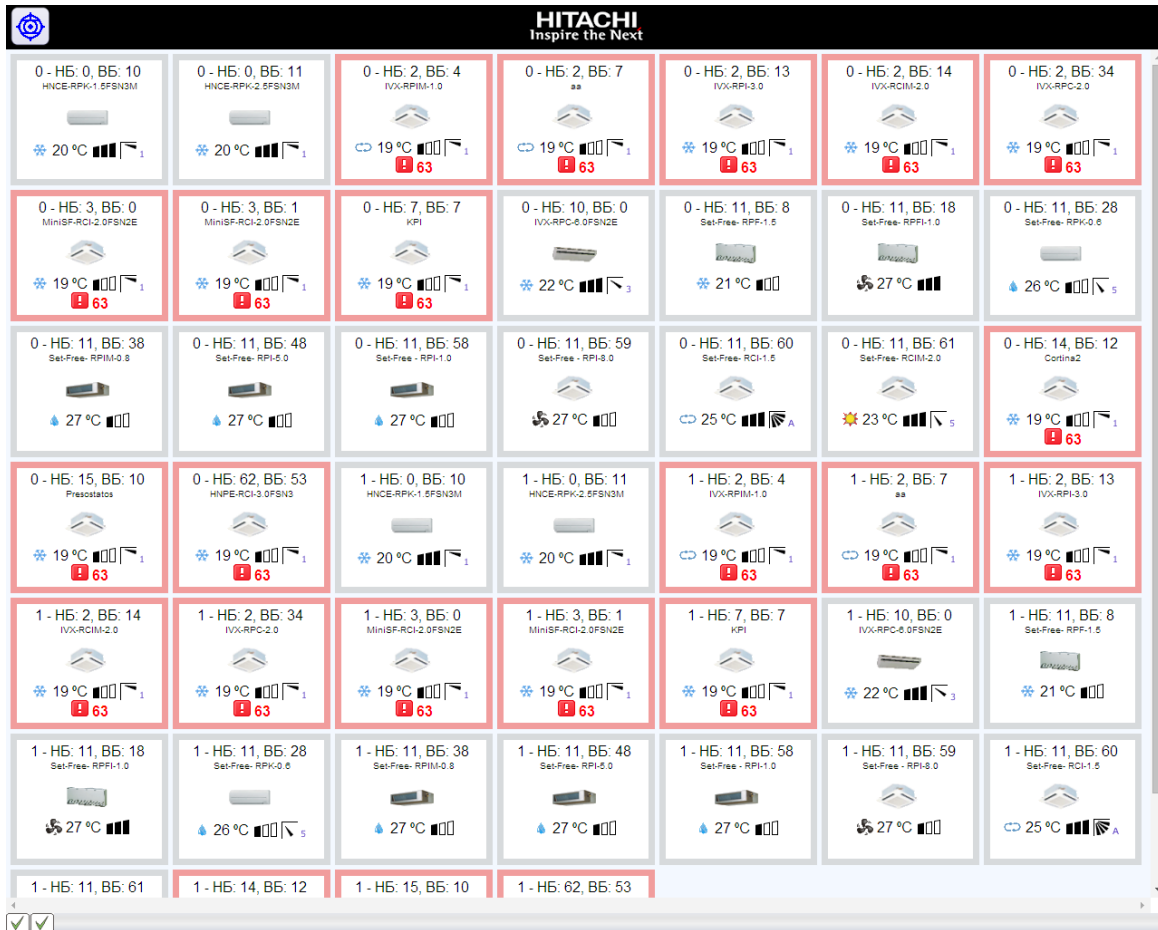 HITACHI
Inspire the Next
0 - НБ: 0, ВБ: 10
HNCE-RPK-1.5FSN3M
20 ºC 1
0 - НБ: 0, ВБ: 11
HNCE-RPK-2.5FSN3M
20 ºC 1
0 - НБ: 2, ВБ: 4
IVX-RPIM-1.0
19 ºC 1
63
0 - НБ: 2, ВБ: 7
aa
19 ºC 1
63
0 - НБ: 2, ВБ: 13
IVX-RPI-3.0
19 ºC 1
63
0 - НБ: 2, ВБ: 14
IVX-RCIM-2.0
19 ºC 1
63
0 - НБ: 2, ВБ: 34
IVX-RPC-2.0
19 ºC 1
63
0 - НБ: 3, ВБ: 0
MiniSF-RCI-2.0FSN2E
19 ºC 1
63
0 - НБ: 3, ВБ: 1
MiniSF-RCI-2.0FSN2E
19 ºC 1
63
0 - НБ: 7, ВБ: 7
KPI
19 ºC 1
63
0 - НБ: 10, ВБ: 0
IVX-RPC-6.0FSN2E
22 ºC 3
0 - НБ: 11, ВБ: 8
Set-Free- RPF-1.5
21 ºC
0 - НБ: 11, ВБ: 18
Set-Free- RPFI-1.0
27 ºC
0 - НБ: 11, ВБ: 28
Set-Free- RPK-0.6
26 ºC 5
0 - НБ: 11, ВБ: 38
Set-Free- RPIM-0.8
27 ºC
0 - НБ: 11, ВБ: 48
Set-Free- RPI-5.0
27 ºC
0 - НБ: 11, ВБ: 58
Set-Free - RPI-1.0
27 ºC
0 - НБ: 11, ВБ: 59
Set-Free - RPI-8.0
27 ºC
0 - НБ: 11, ВБ: 60
Set-Free- RCI-1.5
25 ºC A
0 - НБ: 11, ВБ: 61
Set-Free- RCIM-2.0
23 ºC 5
0 - НБ: 14, ВБ: 12
Cortina2
19 ºC 1
63
0 - НБ: 15, ВБ: 10
Presostatos
19 ºC 1
63
0 - НБ: 62, ВБ: 53
HNPE-RCI-3.0FSN3
19 ºC 1
63
1 - НБ: 0, ВБ: 10
HNCE-RPK-1.5FSN3M
20 ºC 1
1 - НБ: 0, ВБ: 11
HNCE-RPK-2.5FSN3M
20 ºC 1
1 - НБ: 2, ВБ: 4
IVX-RPIM-1.0
19 ºC 1
63
1 - НБ: 2, ВБ: 7
aa
19 ºC 1
63
1 - НБ: 2, ВБ: 13
IVX-RPI-3.0
19 ºC 1
63
1 - НБ: 2, ВБ: 14
IVX-RCIM-2.0
19 ºC 1
63
1 - НБ: 2, ВБ: 34
IVX-RPC-2.0
19 ºC 1
63
1 - НБ: 3, ВБ: 0
MiniSF-RCI-2.0FSN2E
19 ºC 1
63
1 - НБ: 3, ВБ: 1
MiniSF-RCI-2.0FSN2E
19 ºC 1
63
1 - НБ: 7, ВБ: 7
KPI
19 ºC 1
63
1 - НБ: 10, ВБ: 0
IVX-RPC-6.0FSN2E
22 ºC 3
1 - НБ: 11, ВБ: 8
Set-Free- RPF-1.5
21 ºC
1 - НБ: 11, ВБ: 18
Set-Free- RPFI-1.0
27 ºC
1 - НБ: 11, ВБ: 28
Set-Free- RPK-0.6
26 ºC 5
1 - НБ: 11, ВБ: 38
Set-Free- RPIM-0.8
27 ºC
1 - НБ: 11, ВБ: 48
Set-Free - RPI-5.0
27 ºC
1 - НБ: 11, ВБ: 58
Set-Free - RPI-1.0
27 ºC
1 - НБ: 11, ВБ: 59
Set-Free - RPI-8.0
27 ºC
1 - НБ: 11, ВБ: 60
Set-Free- RCI-1.5
25 ºC A
1 - НБ: 11, ВБ: 61
1 - НБ: 14, ВБ: 12
1 - НБ: 15, ВБ: 10
1 - НБ: 62, ВБ: 53